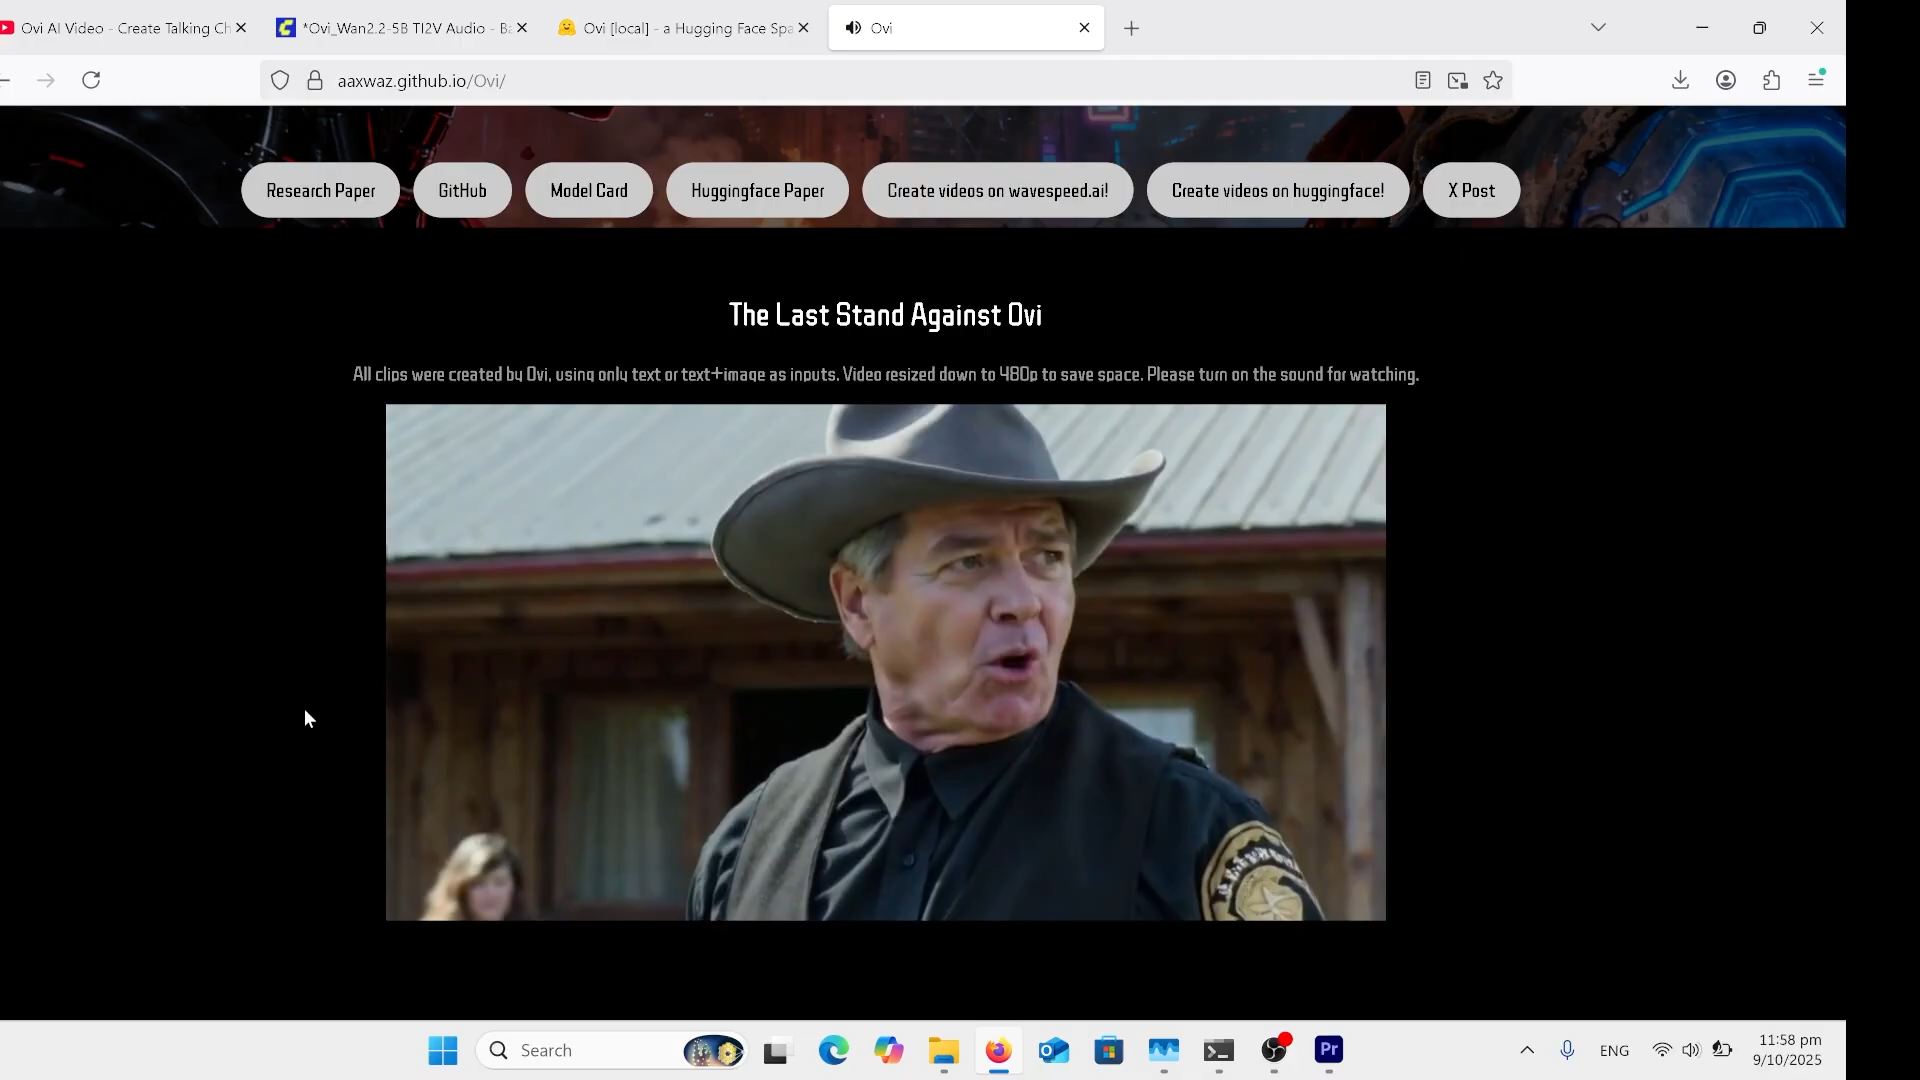 Ovi AI Video - Create Talking Ch
*Ovi_Wan2.2-5B TI2V Audio - Ba
Ovi [local] - a Hugging Face Spa
Ovi
aaxwaz.github.io/Ovi/
Research Paper
GitHub
Model Card
Huggingface Paper
Create videos on wavespeed.ai!
Create videos on huggingface!
X Post
The Last Stand Against Ovi
All clips were created by Ovi, using only text or text+image as inputs. Video resized down to 480p to save space. Please turn on the sound for watching.
Search
Pr
ENG
11:58 pm
9/10/2025